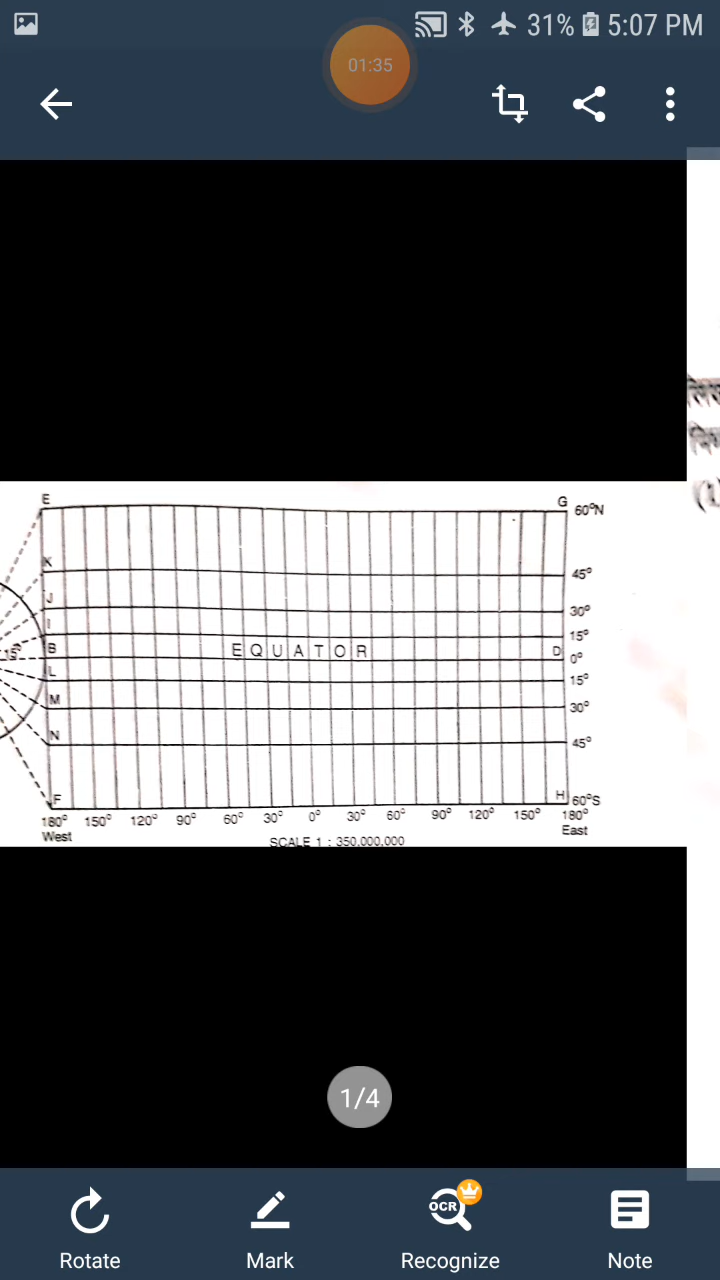 31% 5:07 PM
01:35
E G 60°N
K 45°
J 30°
I 15°
15° B EQUATOR D 0°
L 15°
M 30°
N 45°
F H 60°S
180° 150° 120° 90° 60° 30° 0° 30° 60° 90° 120° 150° 180°
West East
SCALE 1 : 350,000,000
1/4
OCR
Rotate Mark Recognize Note